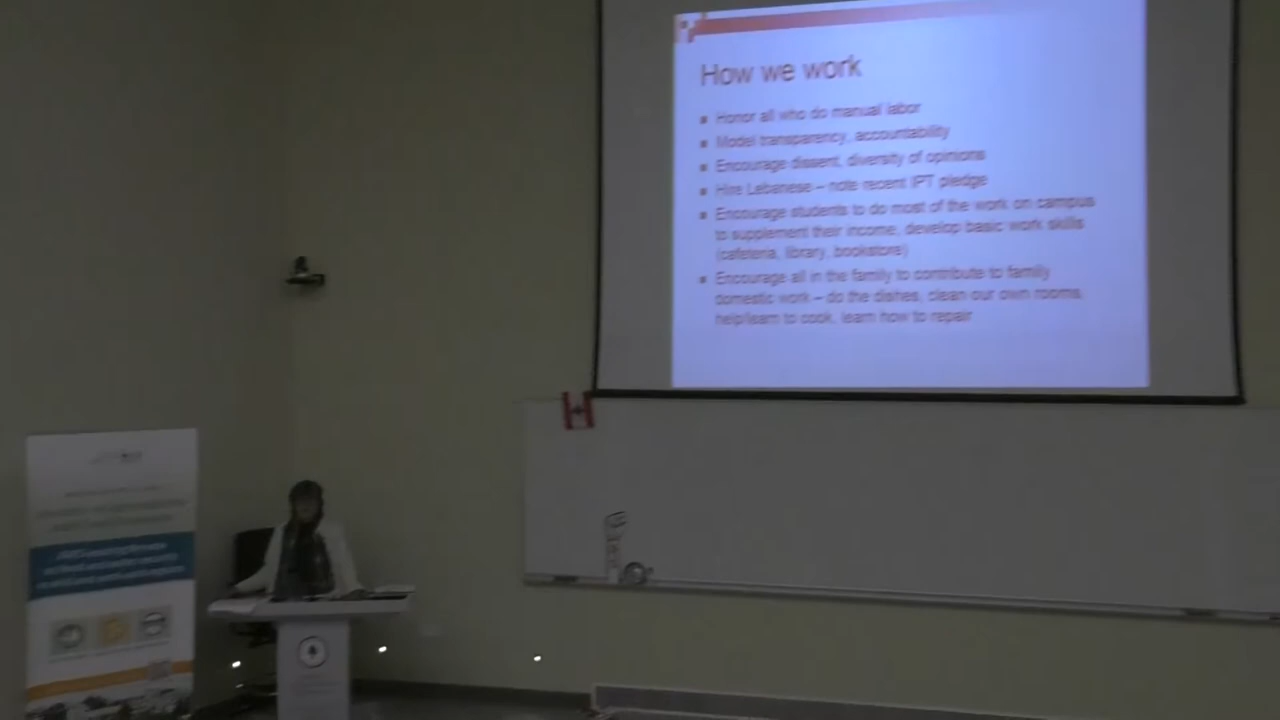 How we work
Honor all who do manual labor
Model transparency, accountability
Encourage dissent, diversity of opinions
Hire Lebanese – note recent IPT pledge
Encourage students to do most of the work on campus
to supplement their income, develop basic work skills
(cafeteria, library, bookstore)
Encourage all in the family to contribute to family
domestic work – do the dishes, clean our own rooms
help/learn to cook, learn how to repair